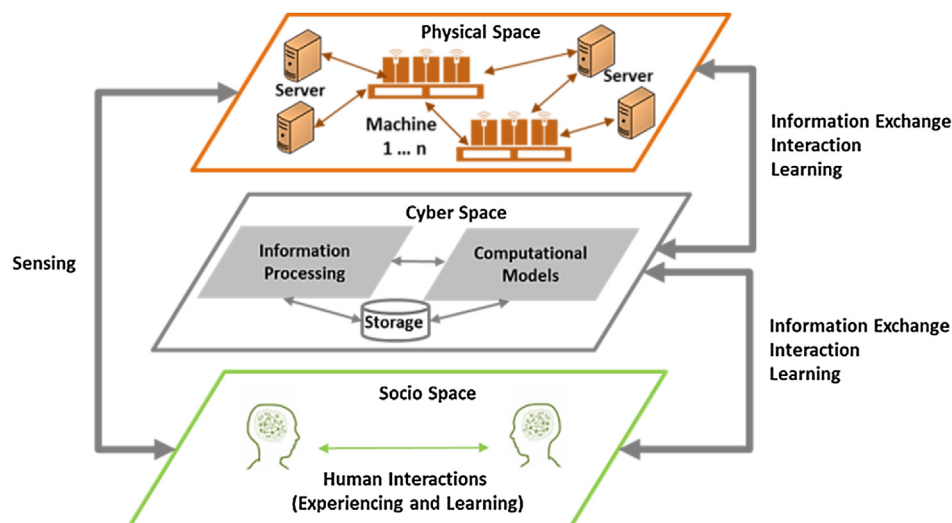 Physical Space
Server
Server
Machine
1 ... n
Information Exchange
Interaction
Learning
Cyber Space
Information
Processing
Computational
Models
Storage
Sensing
Information Exchange
Interaction
Learning
Socio Space
Human Interactions
(Experiencing and Learning)